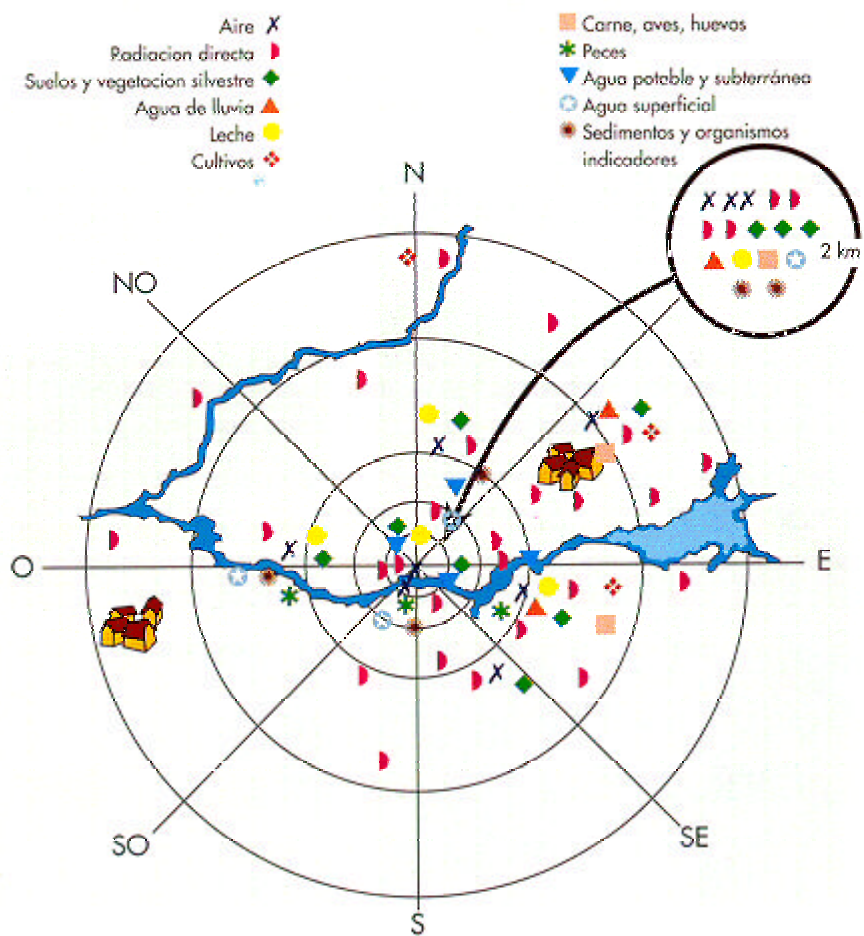 Aire
Radiacion directa
Suelos y vegetacion silvestre
Agua de lluvia
Leche
Cultivos
Carne, aves, huevos
Peces
Agua potable y subterránea
Agua superficial
Sedimentos y organismos
indicadores
N
2 km
NO
O
E
SO
SE
S